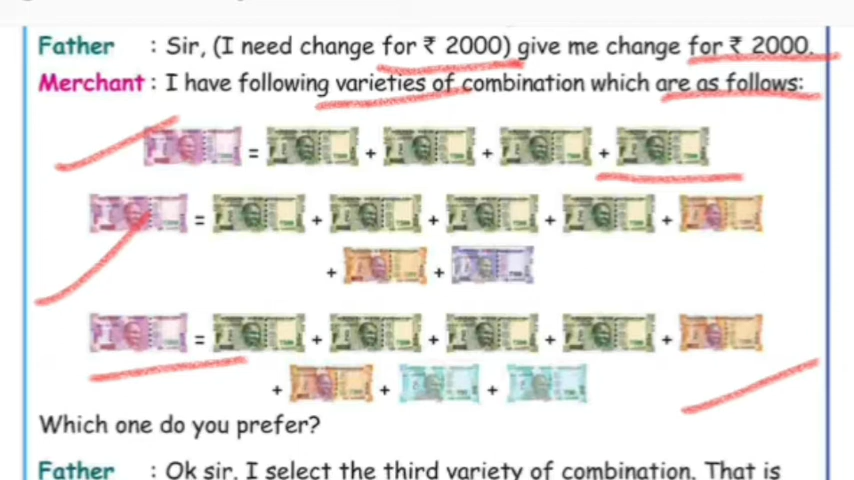 Father : Sir, (I need change for ₹ 2000) give me change for ₹ 2000.
Merchant : I have following varieties of combination which are as follows:
= + + +
= + + + +
+ +
= + + + +
+ + +
Which one do you prefer?
Father : Ok sir, I select the third variety of combination. That is